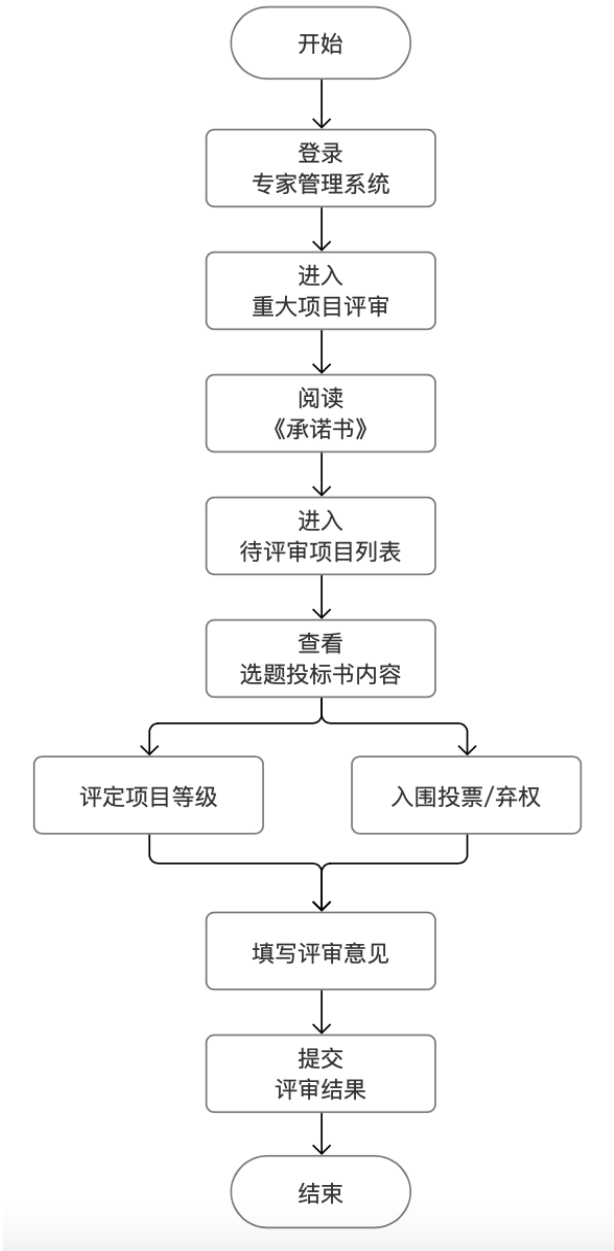 开始
登录
专家管理系统
进入
重大项目评审
阅读
《承诺书》
进入
待评审项目列表
查看
选题投标书内容
评定项目等级
入围投票/弃权
填写评审意见
提交
评审结果
结束